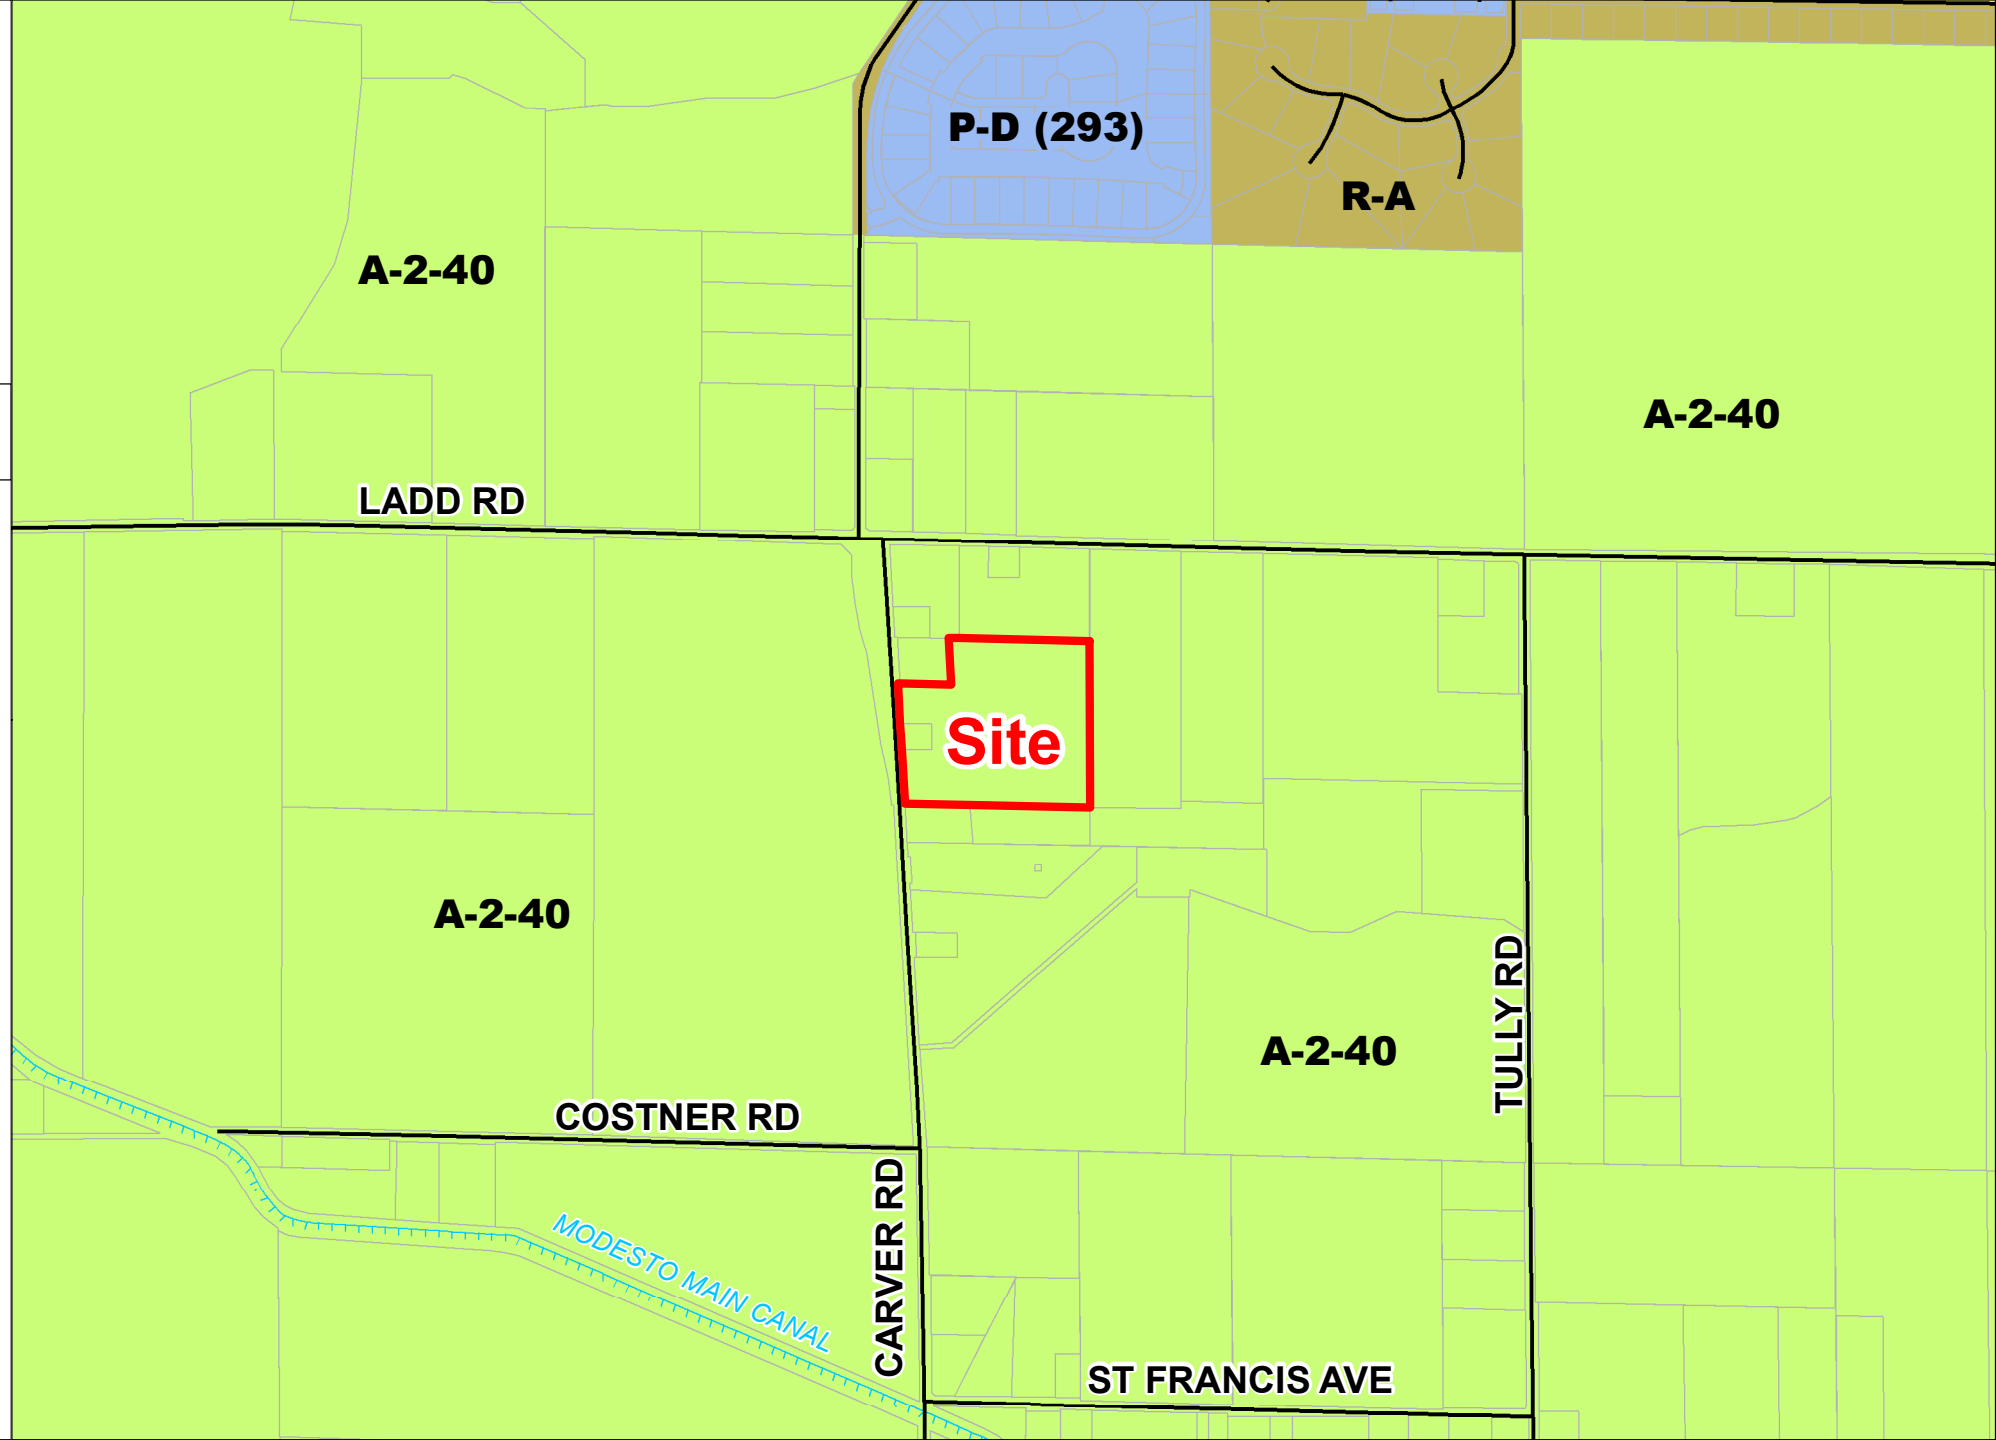 P-D (293)
R-A
A-2-40
A-2-40
LADD RD
Site
A-2-40
TULLY RD
A-2-40
COSTNER RD
CARVER RD
MODESTO MAIN CANAL
ST FRANCIS AVE